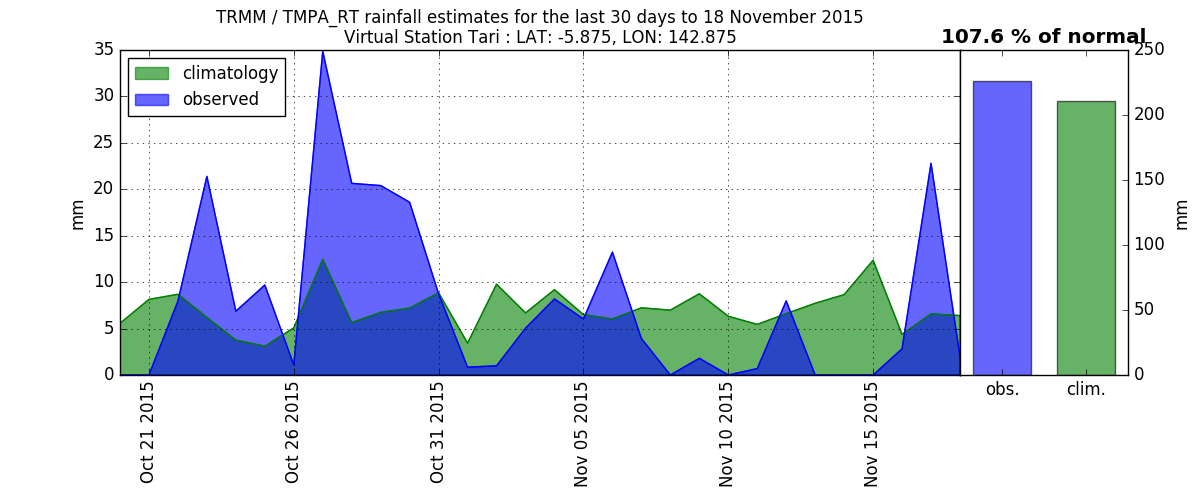 TRMM / TMPA_RT rainfall estimates for the last 30 days to 18 November 2015
Virtual Station Tari : LAT: -5.875, LON: 142.875
107.6 % of normal
climatology
observed
35
30
25
20
15
10
5
0
mm
Oct 21 2015
Oct 26 2015
Oct 31 2015
Nov 05 2015
Nov 10 2015
Nov 15 2015
250
200
150
100
50
0
mm
obs.
clim.